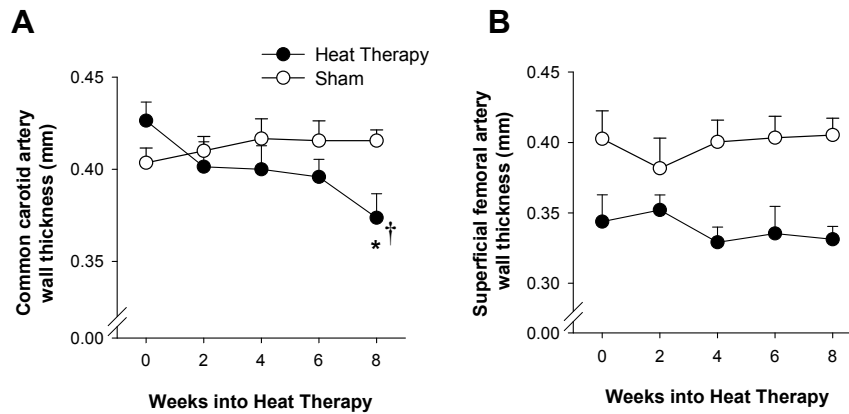 A
Heat Therapy
Sham
Common carotid artery
wall thickness (mm)
0.45
0.40
0.35
0.00
*
†
0 2 4 6 8
Weeks into Heat Therapy
B
Superficial femoral artery
wall thickness (mm)
0.45
0.40
0.35
0.30
0.00
0 2 4 6 8
Weeks into Heat Therapy